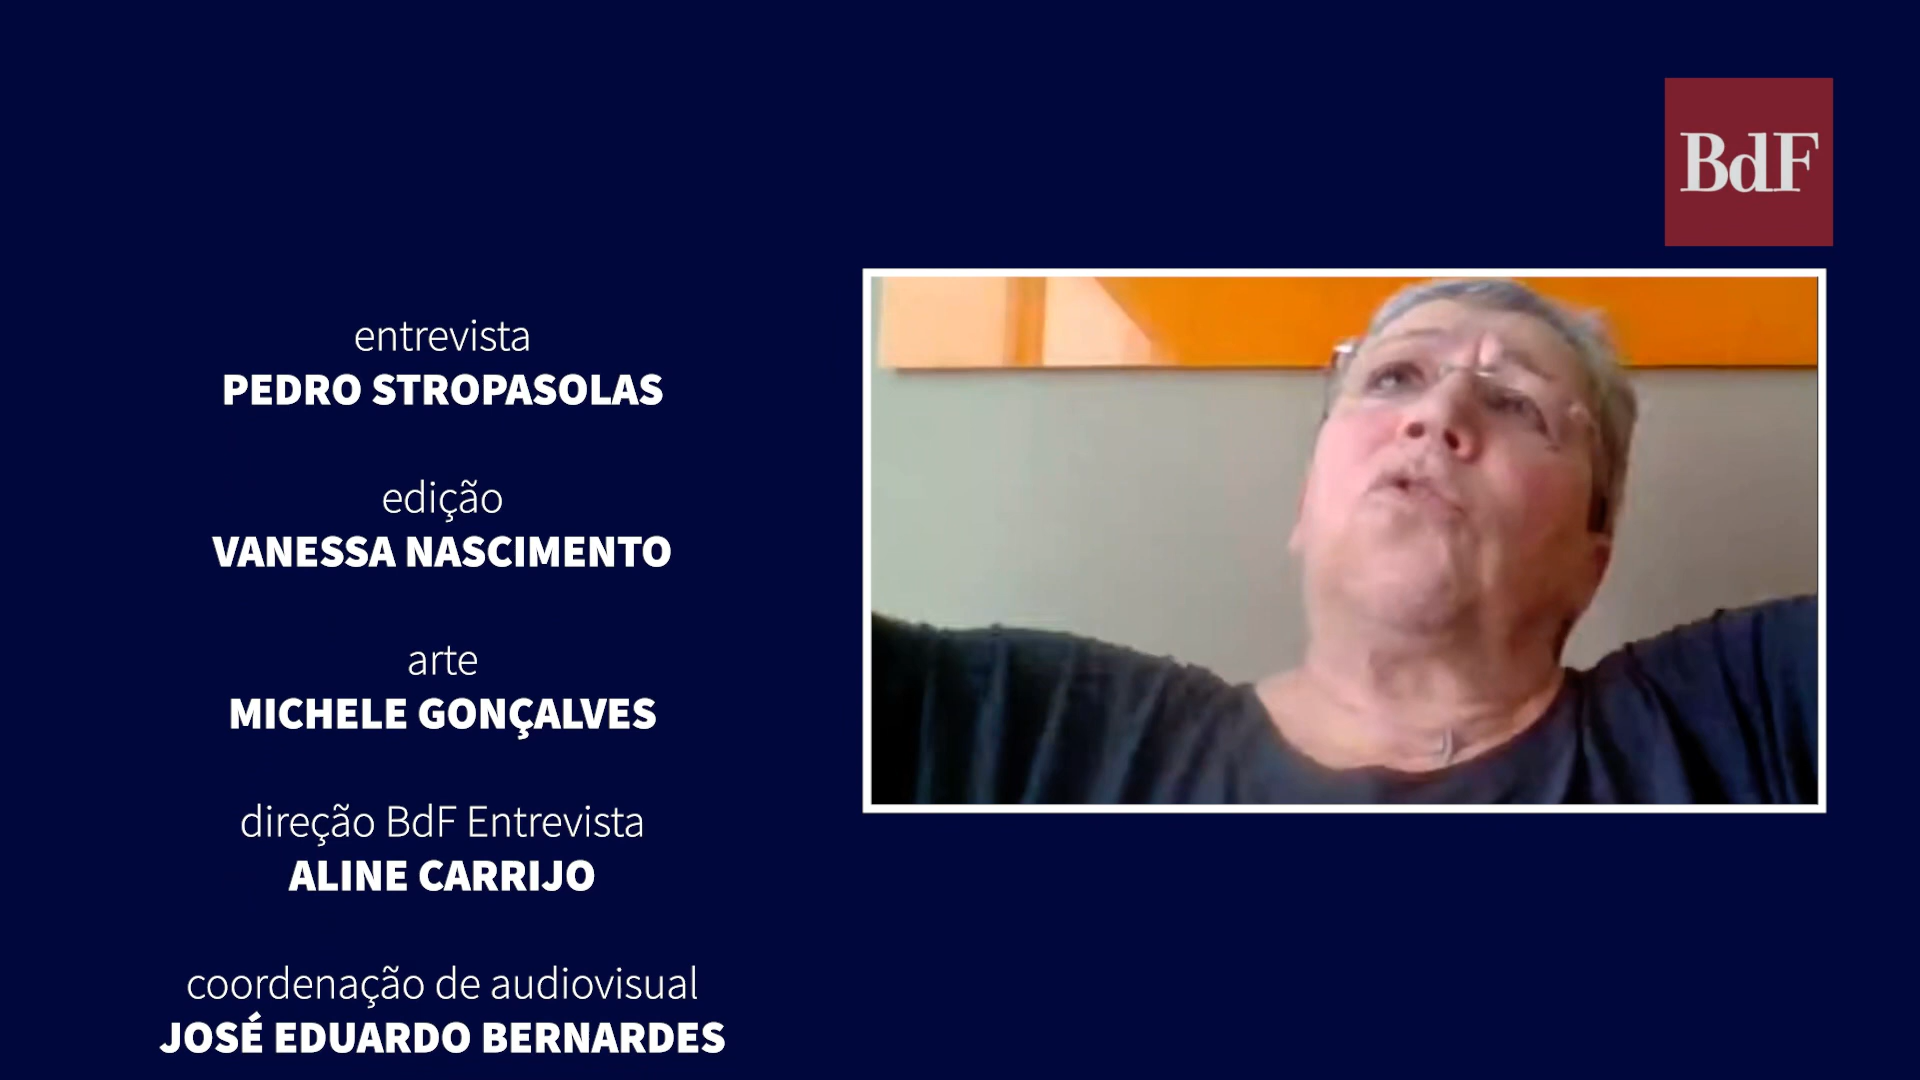 BdF
entrevista
PEDRO STROPASOLAS
edição
VANESSA NASCIMENTO
arte
MICHELE GONÇALVES
direção BdF Entrevista
ALINE CARRIJO
coordenação de audiovisual
JOSÉ EDUARDO BERNARDES